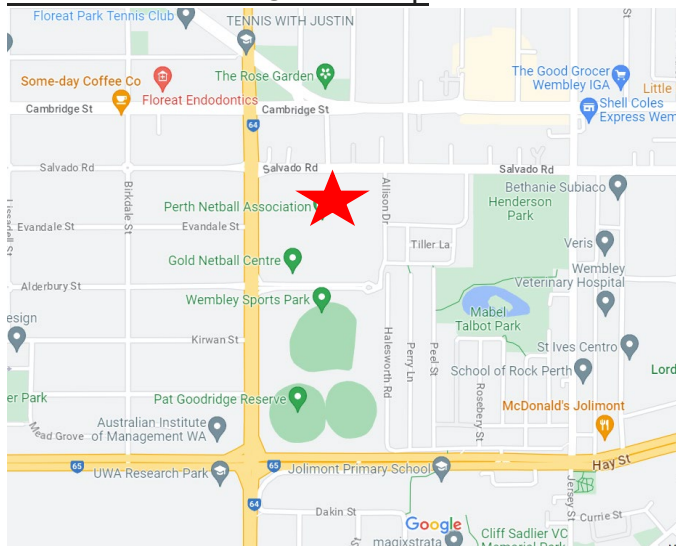 Floreat Park Tennis Club
TENNIS WITH JUSTIN
St
Some-day Coffee Co
The Rose Garden
The Good Grocer
Wembley IGA
Little
Floreat Endodontics
Shell Coles
Express Wem
Cambridge St
Cambridge St
64
Salvado Rd
Salvado Rd
Salvado Rd
Birkdale St
Allison Dr
Bethanie Subiaco
Henderson
Park
Perth Netball Association
Evandale St
Evandale St
Tiller La
Veris
Gold Netball Centre
Wembley
Veterinary Hospital
Alderbury St
Wembley Sports Park
Mabel
Talbot Park
esign
Kirwan St
Halesworth Rd
Perry Ln
Peel St
St Ives Centro
School of Rock Perth
Lord
Rosebery St
er Park
Pat Goodridge Reserve
McDonald's Jolimont
Mead Grove
Australian Institute
of Management WA
65
UWA Research Park
65
Jolimont Primary School
Hay St
64
Dakin St
Jersey St
Currie St
Google
magixstrata
Cliff Sadlier VC
Memorial Park